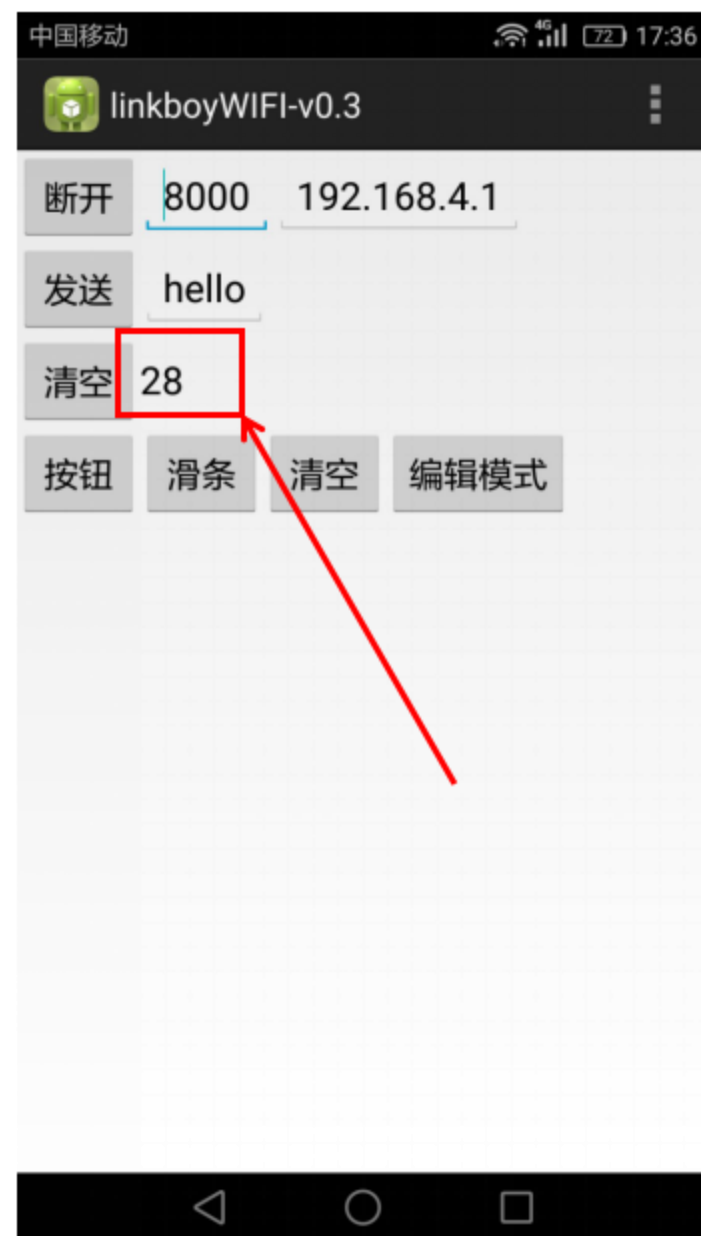 中国移动 4G 72 17:36
linkboyWIFI-v0.3
断开 8000 192.168.4.1
发送 hello
清空 28
按钮 滑条 清空 编辑模式